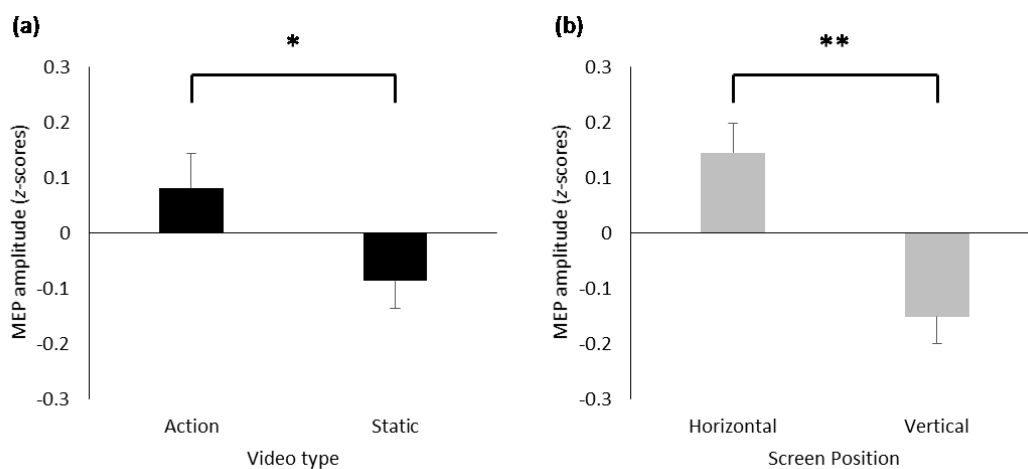 (a)
*
MEP amplitude (z-scores)
0.3
0.2
0.1
0
-0.1
-0.2
-0.3
Action Static
Video type
(b)
**
MEP amplitude (z-scores)
0.3
0.2
0.1
0
-0.1
-0.2
-0.3
Horizontal Vertical
Screen Position